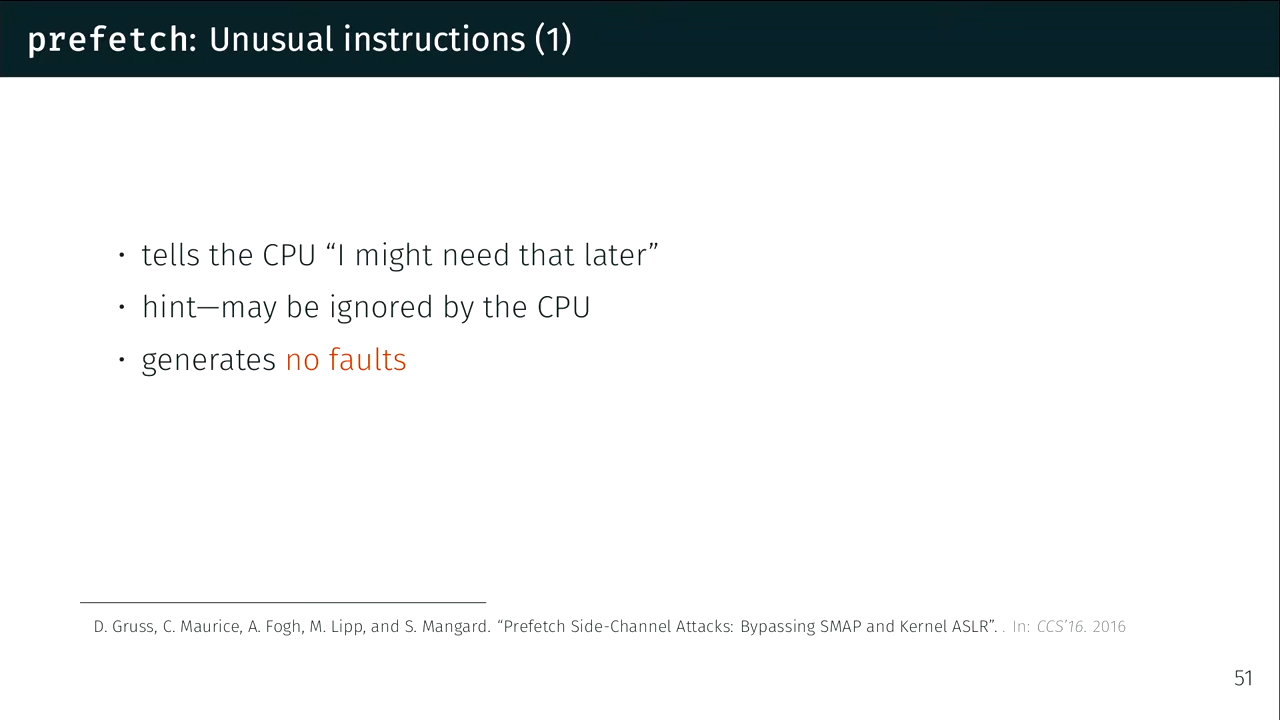 prefetch: Unusual instructions (1)
• tells the CPU “I might need that later”
• hint—may be ignored by the CPU
• generates no faults
D. Gruss, C. Maurice, A. Fogh, M. Lipp, and S. Mangard. “Prefetch Side-Channel Attacks: Bypassing SMAP and Kernel ASLR”. . In: CCS’16. 2016
51